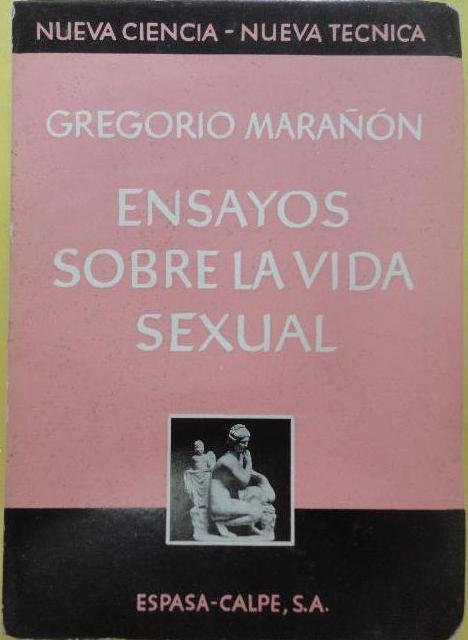 NUEVA CIENCIA - NUEVA TECNICA
GREGORIO MARAÑÓN
ENSAYOS
SOBRE LA VIDA
SEXUAL
ESPASA-CALPE, S.A.